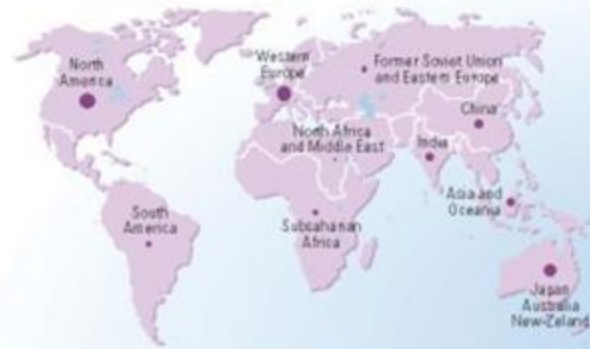 North
America
Western
Europe
Former Soviet Union
and Eastern Europe
China
North Africa
and Middle East
India
Asia and
Oceania
South
America
Subsaharian
Africa
Japan
Australia
New-Zeland